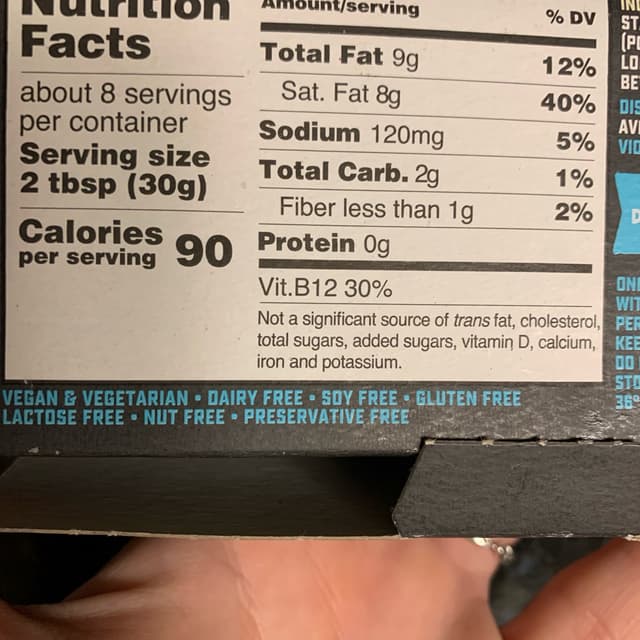 Nutrition
Facts
about 8 servings
per container
Serving size
2 tbsp (30g)
Calories
per serving 90
Amount/serving % DV
Total Fat 9g 12%
Sat. Fat 8g 40%
Sodium 120mg 5%
Total Carb. 2g 1%
Fiber less than 1g 2%
Protein 0g
Vit.B12 30%
Not a significant source of trans fat, cholesterol,
total sugars, added sugars, vitamin D, calcium,
iron and potassium.
VEGAN & VEGETARIAN • DAIRY FREE • SOY FREE • GLUTEN FREE
LACTOSE FREE • NUT FREE • PRESERVATIVE FREE